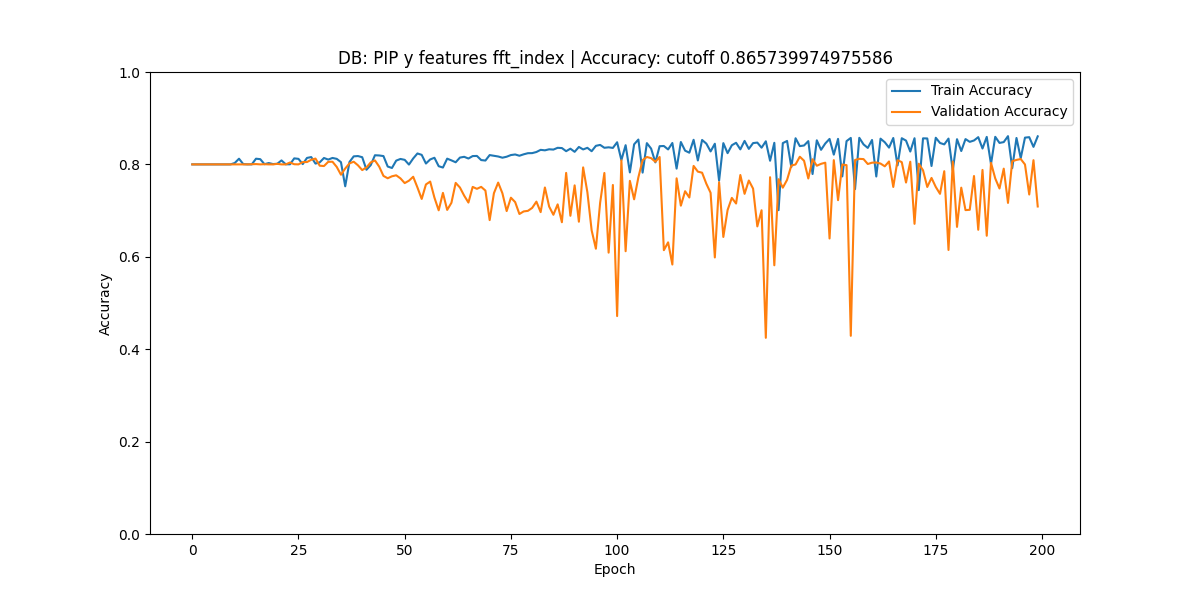 DB: PIP y features fft_index | Accuracy: cutoff 0.865739974975586
Train Accuracy
Validation Accuracy
1.0
0.8
0.6
0.4
0.2
0.0
Accuracy
0 25 50 75 100 125 150 175 200
Epoch